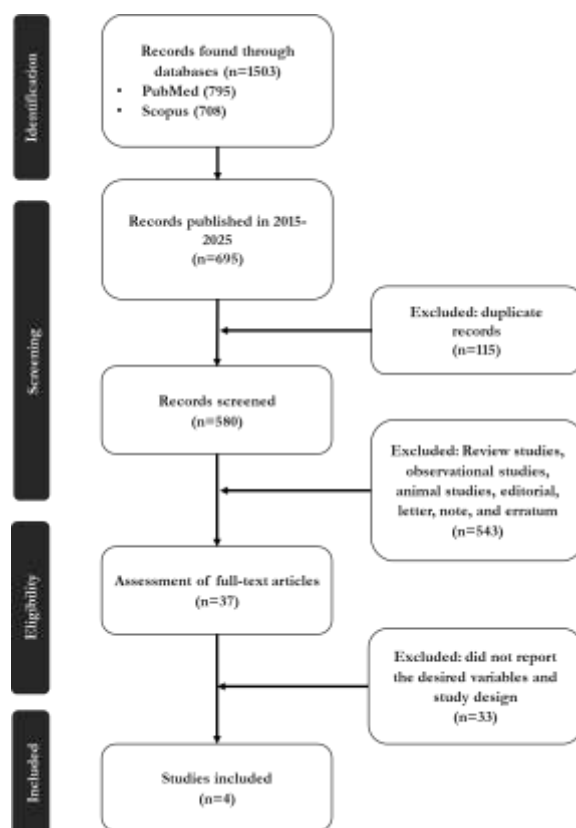 Identification
Records found through
databases (n=1503)
• PubMed (795)
• Scopus (708)
Screening
Records published in 2015-
2025
(n=695)
Excluded: duplicate
records
(n=115)
Records screened
(n=580)
Excluded: Review studies,
observational studies,
animal studies, editorial,
letter, note, and erratum
(n=543)
Eligibility
Assessment of full-text articles
(n=37)
Excluded: did not report
the desired variables and
study design
(n=33)
Included
Studies included
(n=4)